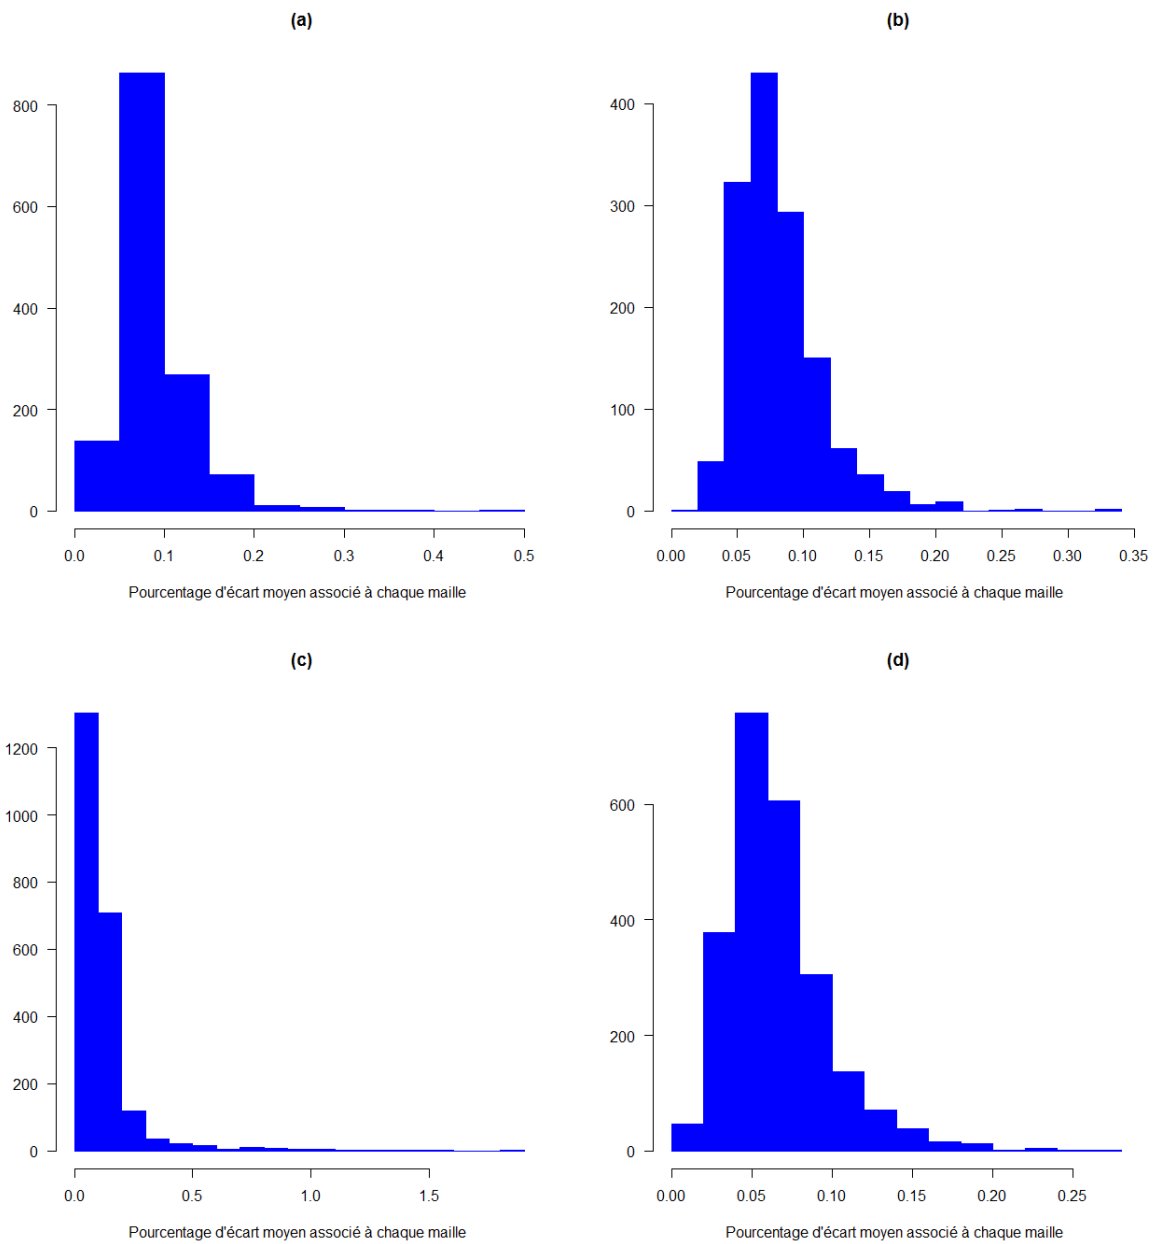 (a)
800
600
400
200
0
0.0 0.1 0.2 0.3 0.4 0.5
Pourcentage d'écart moyen associé à chaque maille
(b)
400
300
200
100
0
0.00 0.05 0.10 0.15 0.20 0.25 0.30 0.35
Pourcentage d'écart moyen associé à chaque maille
(c)
1200
1000
800
600
400
200
0
0.0 0.5 1.0 1.5
Pourcentage d'écart moyen associé à chaque maille
(d)
600
400
200
0
0.00 0.05 0.10 0.15 0.20 0.25
Pourcentage d'écart moyen associé à chaque maille